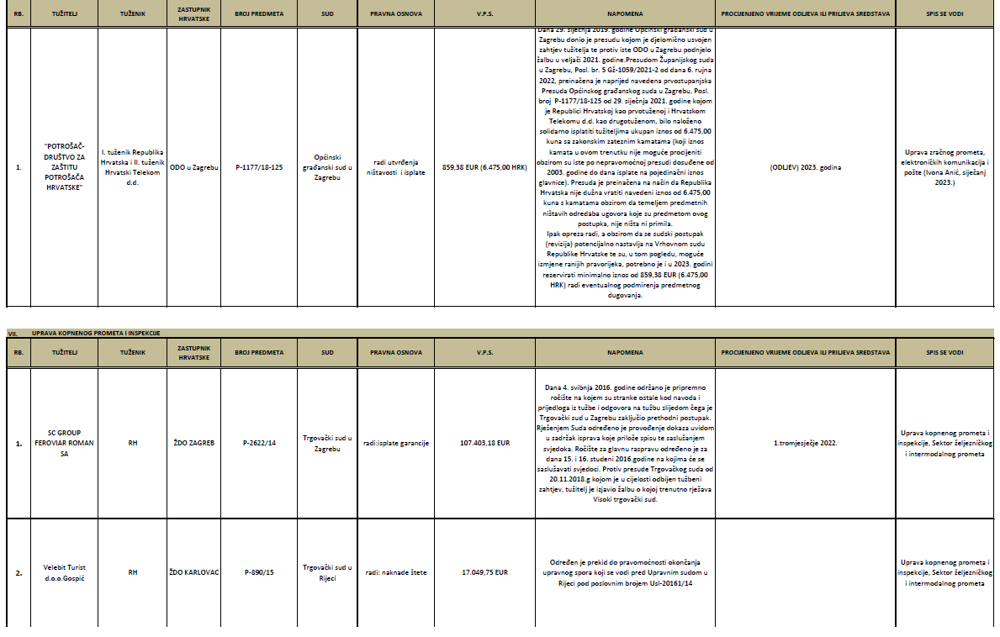 RB. TUŽITELJ TUŽENIK ZASTUPNIK HRVATSKE BROJ PREDMETA SUD PRAVNA OSNOVA V.P.S. NAPOMENA PROCIJENJENO VRIJEME ODLJEVA ILI PRILJEVA SREDSTAVA SPIS SE VODI
1.
"POTROŠAČ-
DRUŠTVO ZA
ZAŠTITU
POTROŠAČA
HRVATSKE"
I. tuženik Republika
Hrvatska i II. tuženik
Hrvatski Telekom
d.d.
ODO u Zagrebu
P-1177/18-125
Općinski
građanski sud u
Zagrebu
radi utvrđenja
ništavosti i isplate
859,38 EUR (6.475,00 HRK)
Dana 29. siječnja 2019. godine Općinski građanski sud u
Zagrebu donio je presudu kojom je djelomično usvojen
zahtjev tužitelja te protiv iste ODO u Zagrebu podnjelo
žalbu u veljači 2021. godine.Presudom Županijskog suda
u Zagrebu, Posl. br. 5 Gž-1059/2021-2 od dana 6. rujna
2022, preinačena je naprijed navedena prvostupanjska
Presuda Općinskog građanskog suda u Zagrebu, Posl.
broj P-1177/18-125 od 29. siječnja 2021. godine kojom
je Republici Hrvatskoj kao prvotuženoj i Hrvatskom
Telekomu d.d. kao drugotuženom, bilo naloženo
solidarno isplatiti tužiteljima ukupan iznos od 6.475,00
kuna sa zakonskim zateznim kamatama (koji iznos
kamata u ovom trenutku nije moguće procijeniti
obzirom su iste po nepravomoćnoj presudi dosuđene od
2003. godine do dana isplate na pojedinačni iznos
glavnice). Presuda je preinačena na način da Republika
Hrvatska nije dužna vratiti navedeni iznos od 6.475,00
kuna s kamatama obzirom da temeljem predmetnih
ništavih odredaba ugovora koje su predmetom ovog
postupka, nije ništa ni primila.
Ipak opreza radi, a obzirom da se sudski postupak
(revizija) potencijalno nastavlja na Vrhovnom sudu
Republike Hrvatske te su, u tom pogledu, moguće
izmjene ranijih pravorijeka, potrebno je i u 2023. godini
rezervirati minimalno iznos od 859,38 EUR (6.475,00
HRK) radi eventualnog podmirenja predmetnog
dugovanja.
(ODLJEV) 2023. godina
Uprava zračnog prometa,
elektroničkih komunikacija i
pošte (Ivona Anić, siječanj
2023.)
VII. UPRAVA KOPNENOG PROMETA I INSPEKCIJE
RB. TUŽITELJ TUŽENIK ZASTUPNIK HRVATSKE BROJ PREDMETA SUD PRAVNA OSNOVA V.P.S. NAPOMENA PROCIJENJENO VRIJEME ODLJEVA ILI PRILJEVA SREDSTAVA SPIS SE VODI
1.
SC GROUP
FEROVIAR ROMAN
SA
RH
ŽDO ZAGREB
P-2622/14
Trgovački sud u
Zagrebu
radi:isplate garancije
107.403,18 EUR
Dana 4. svibnja 2016. godine održano je pripremno
ročište na kojem su stranke ostale kod navoda i
prijedloga iz tužbe i odgovora na tužbu slijedom čega je
Trgovački sud u Zagrebu zaključio prethodni postupak.
Rješenjem Suda određeno je provođenje dokaza uvidom
u sadržaj isprava koje prilože spisu te saslušanjem
svjedoka. Ročište za glavnu raspravu određeno je za
dana 15. i 16. studeni 2016.godine na kojima će se
saslušavati svjedoci. Protiv presude Trgovačkog suda od
20.11.2018.g kojom je u cijelosti odbijen tužbeni
zahtjev, tužitelj je izjavio žalbu o kojoj trenutno rješava
Visoki trgovački sud.
1.tromjesječje 2022.
Uprava kopnenog prometa i
inspekcije, Sektor željezničkog
i intermodalnog prometa
2.
Velebit Turist
d.o.o.Gospić
RH
ŽDO KARLOVAC
P-890/15
Trgovački sud u
Rijeci
radi: naknade štete
17.049,75 EUR
Određen je prekid do pravomoćnosti okončanja
upravnog spora koji se vodi pred Upravnim sudom u
Rijeci pod poslovnim brojem UsI-20161/14
Uprava kopnenog prometa i
inspekcije, Sektor željezničkog
i intermodalnog prometa